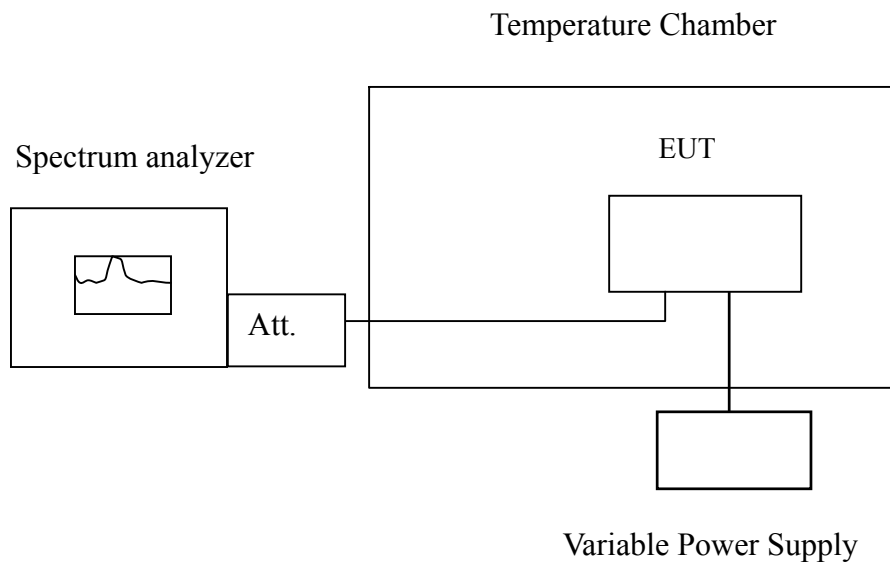 Temperature Chamber
Spectrum analyzer
EUT
Att.
Variable Power Supply